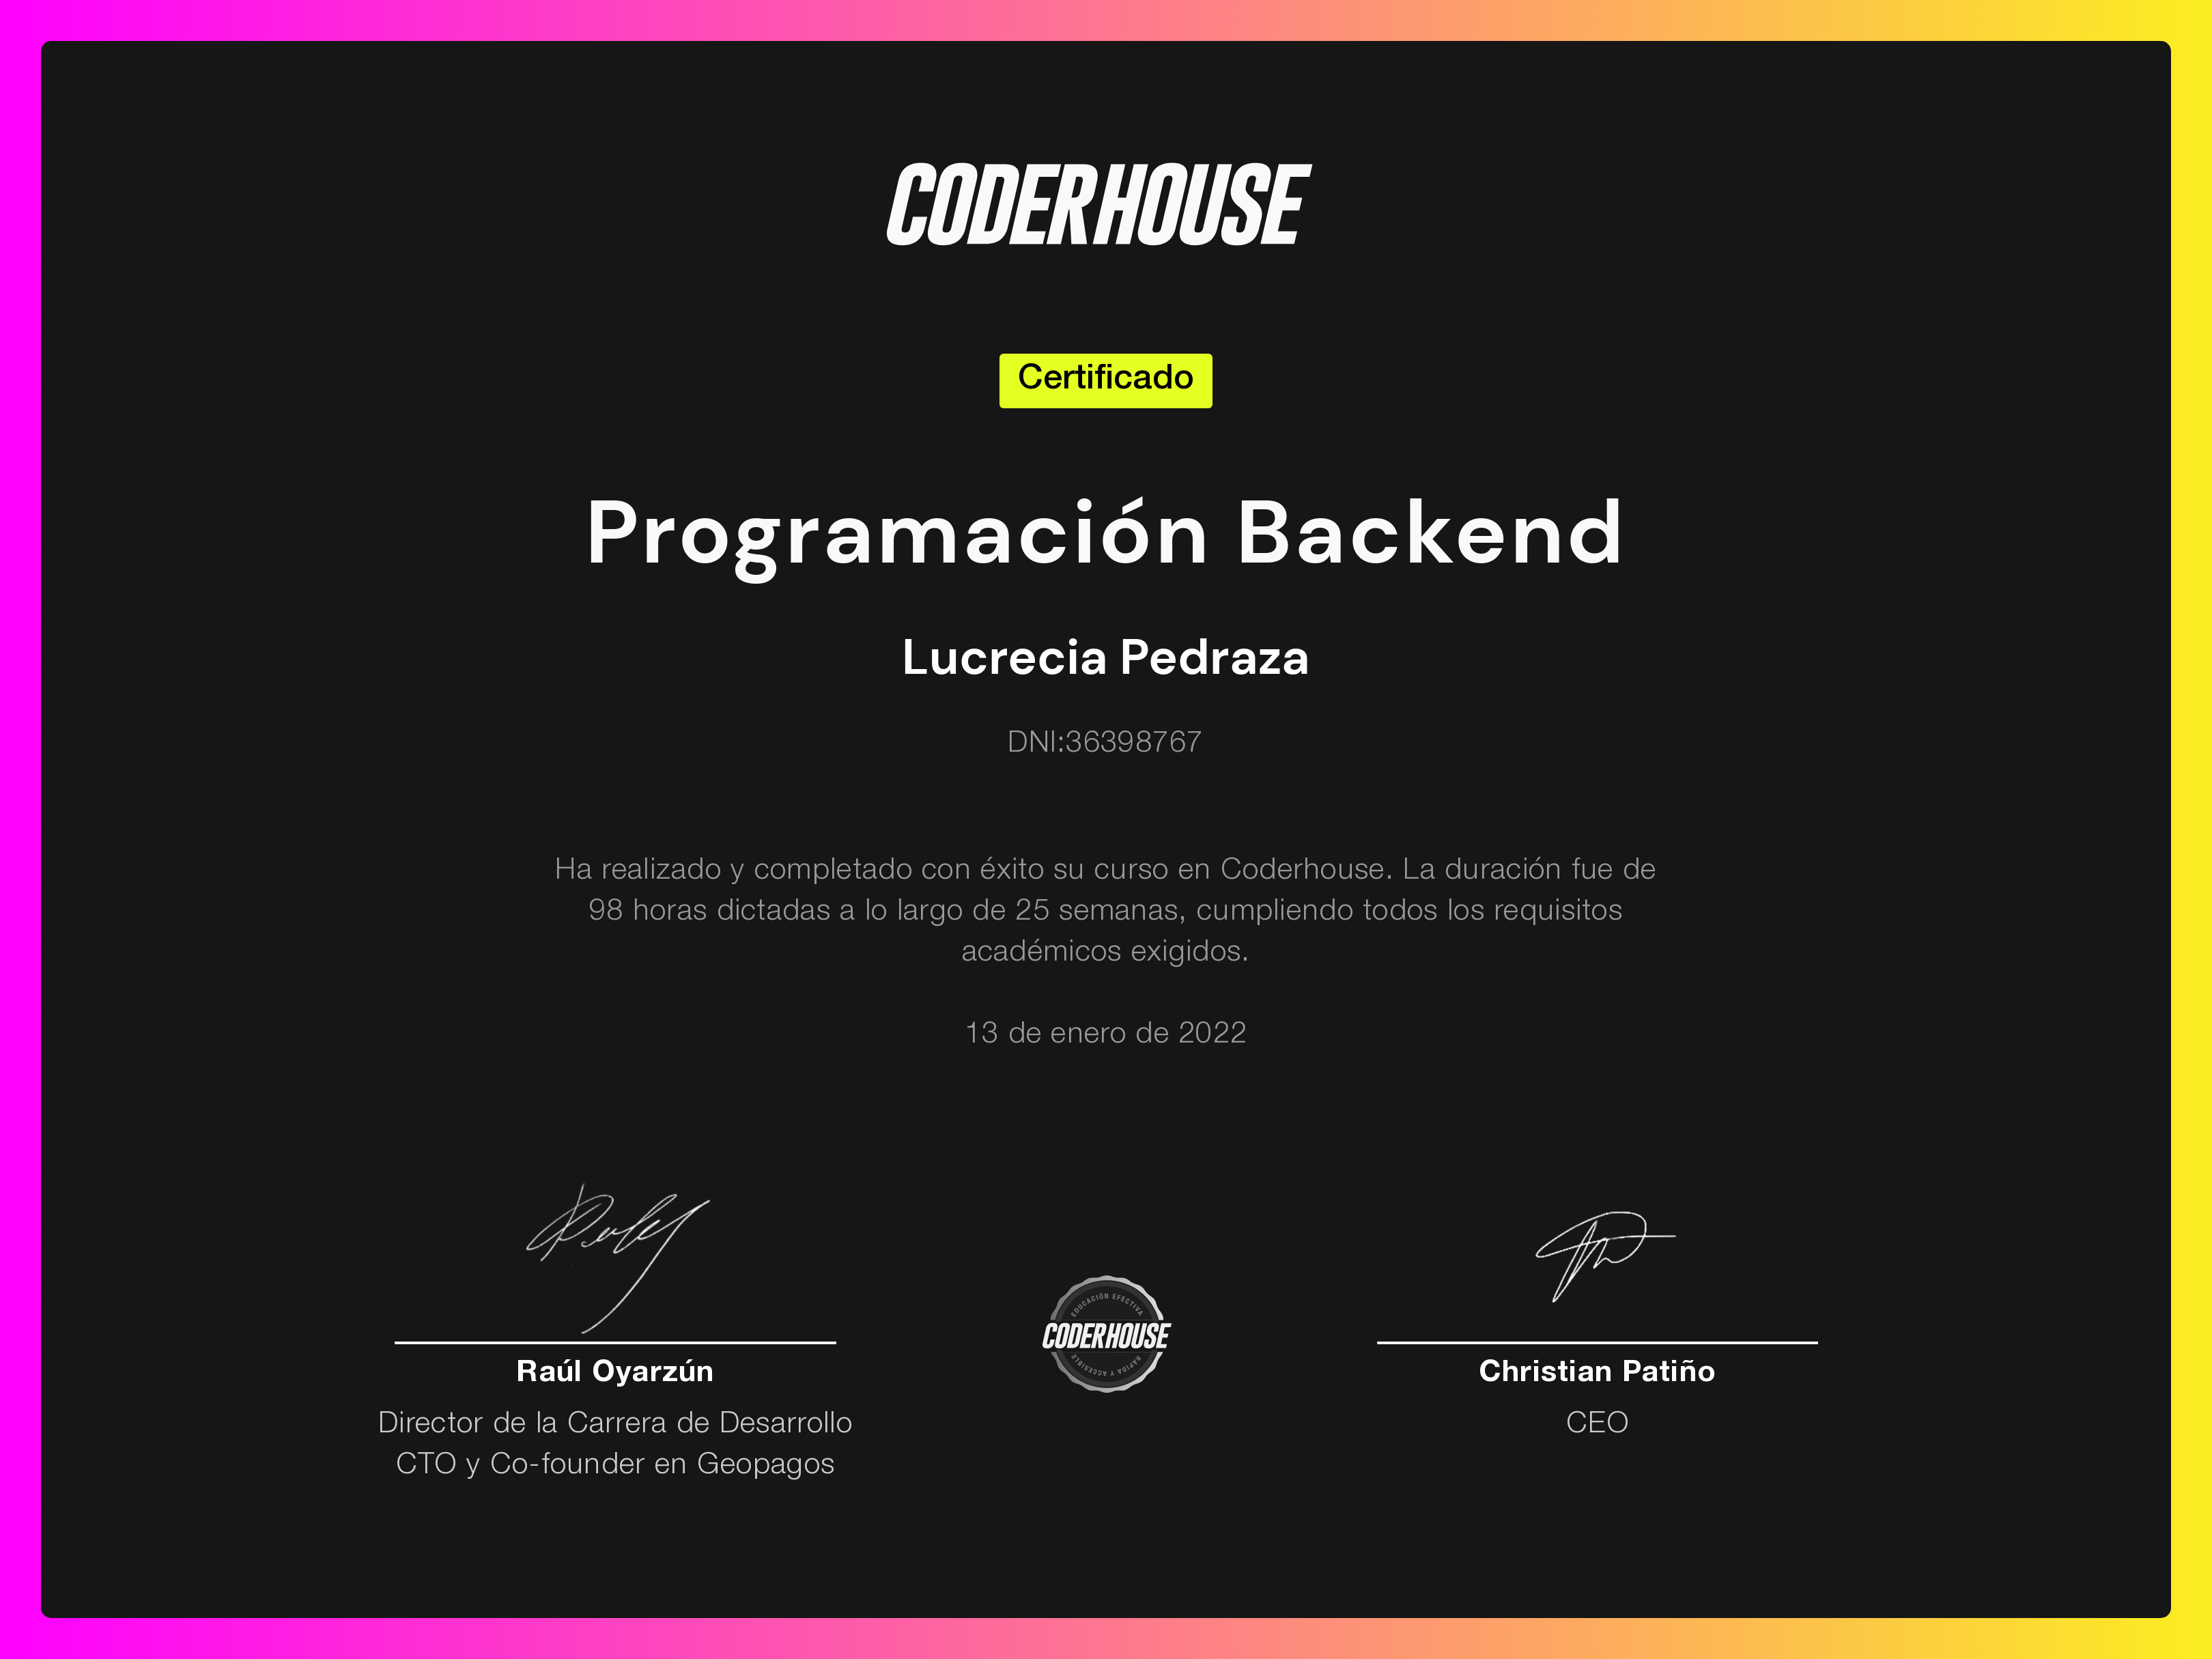 CODERHOUSE
Certificado
Programación Backend
Lucrecia Pedraza
DNI:36398767
Ha realizado y completado con éxito su curso en Coderhouse. La duración fue de
98 horas dictadas a lo largo de 25 semanas, cumpliendo todos los requisitos
académicos exigidos.
13 de enero de 2022
Raúl Oyarzún
Director de la Carrera de Desarrollo
CTO y Co-founder en Geopagos
EDUCACIÓN EFECTIVA
CODERHOUSE
RÁPIDA Y ACCESIBLE
Christian Patiño
CEO